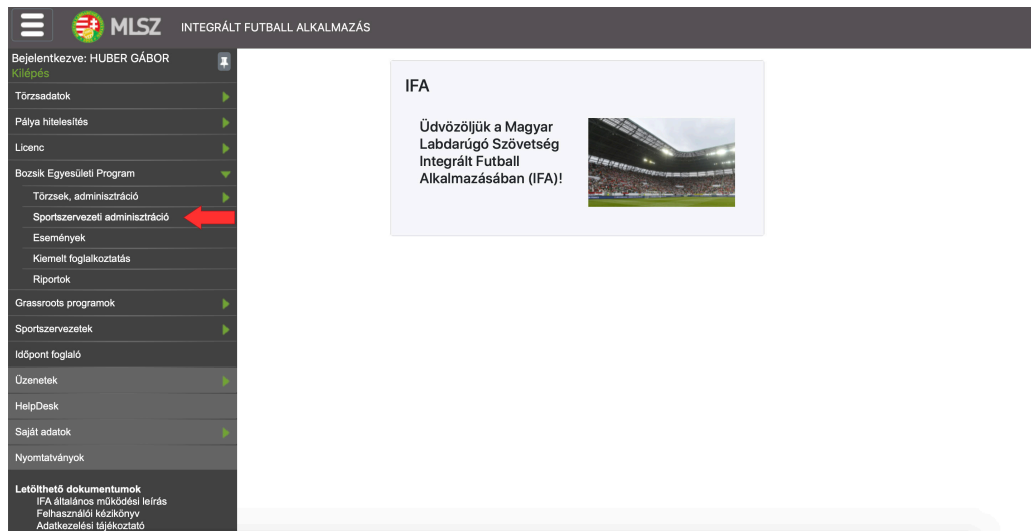 MLSZ INTEGRÁLT FUTBALL ALKALMAZÁS
Bejelentkezve: HUBER GÁBOR
Kilépés
Törzsadatok
Pálya hitelesítés
Licenc
Bozsik Egyesületi Program
Törzsek, adminisztráció
Sportszervezeti adminisztráció
Események
Kiemelt foglalkoztatás
Riportok
Grassroots programok
Sportszervezetek
Időpont foglaló
Üzenetek
HelpDesk
Saját adatok
Nyomtatványok
Letölthető dokumentumok
IFA általános működési leírás
Felhasználói kézikönyv
Adatkezelési tájékoztató
IFA
Üdvözöljük a Magyar
Labdarúgó Szövetség
Integrált Futball
Alkalmazásában (IFA)!